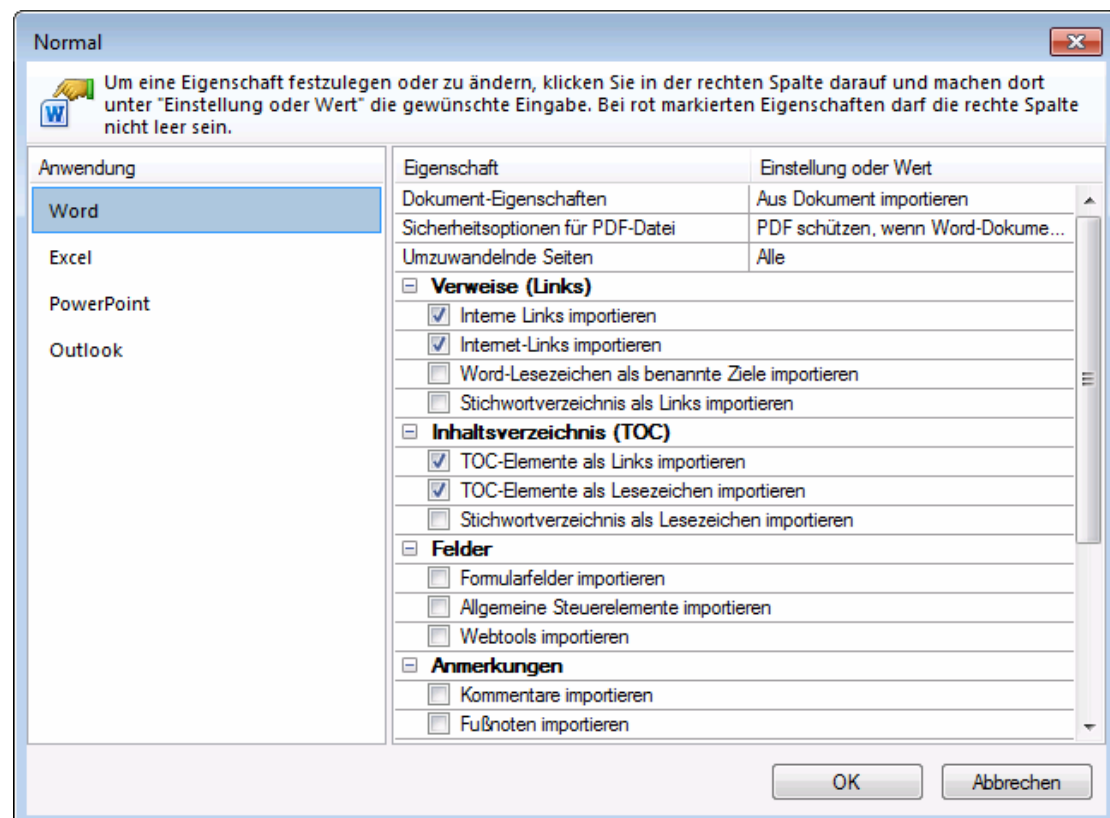 Normal
Um eine Eigenschaft festzulegen oder zu ändern, klicken Sie in der rechten Spalte darauf und machen dort
unter "Einstellung oder Wert" die gewünschte Eingabe. Bei rot markierten Eigenschaften darf die rechte Spalte
nicht leer sein.
Anwendung
Word
Excel
PowerPoint
Outlook
Eigenschaft Einstellung oder Wert
Dokument-Eigenschaften Aus Dokument importieren
Sicherheitsoptionen für PDF-Datei PDF schützen, wenn Word-Dokume...
Umzuwandelnde Seiten Alle
Verweise (Links)
Interne Links importieren
Internet-Links importieren
Word-Lesezeichen als benannte Ziele importieren
Stichwortverzeichnis als Links importieren
Inhaltsverzeichnis (TOC)
TOC-Elemente als Links importieren
TOC-Elemente als Lesezeichen importieren
Stichwortverzeichnis als Lesezeichen importieren
Felder
Formularfelder importieren
Allgemeine Steuerelemente importieren
Webtools importieren
Anmerkungen
Kommentare importieren
Fußnoten importieren
OK Abbrechen